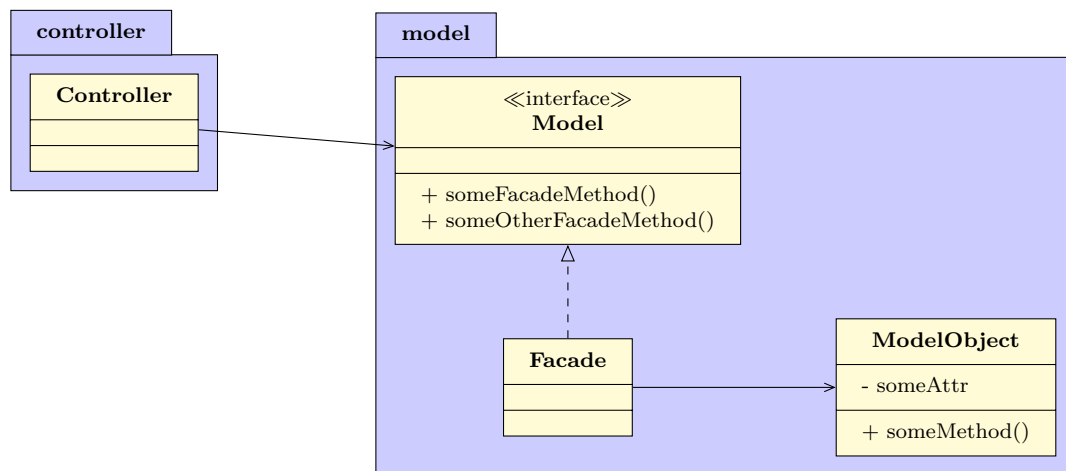 controller
Controller
model
≪interface≫
Model
+ someFacadeMethod()
+ someOtherFacadeMethod()
Facade
ModelObject
- someAttr
+ someMethod()